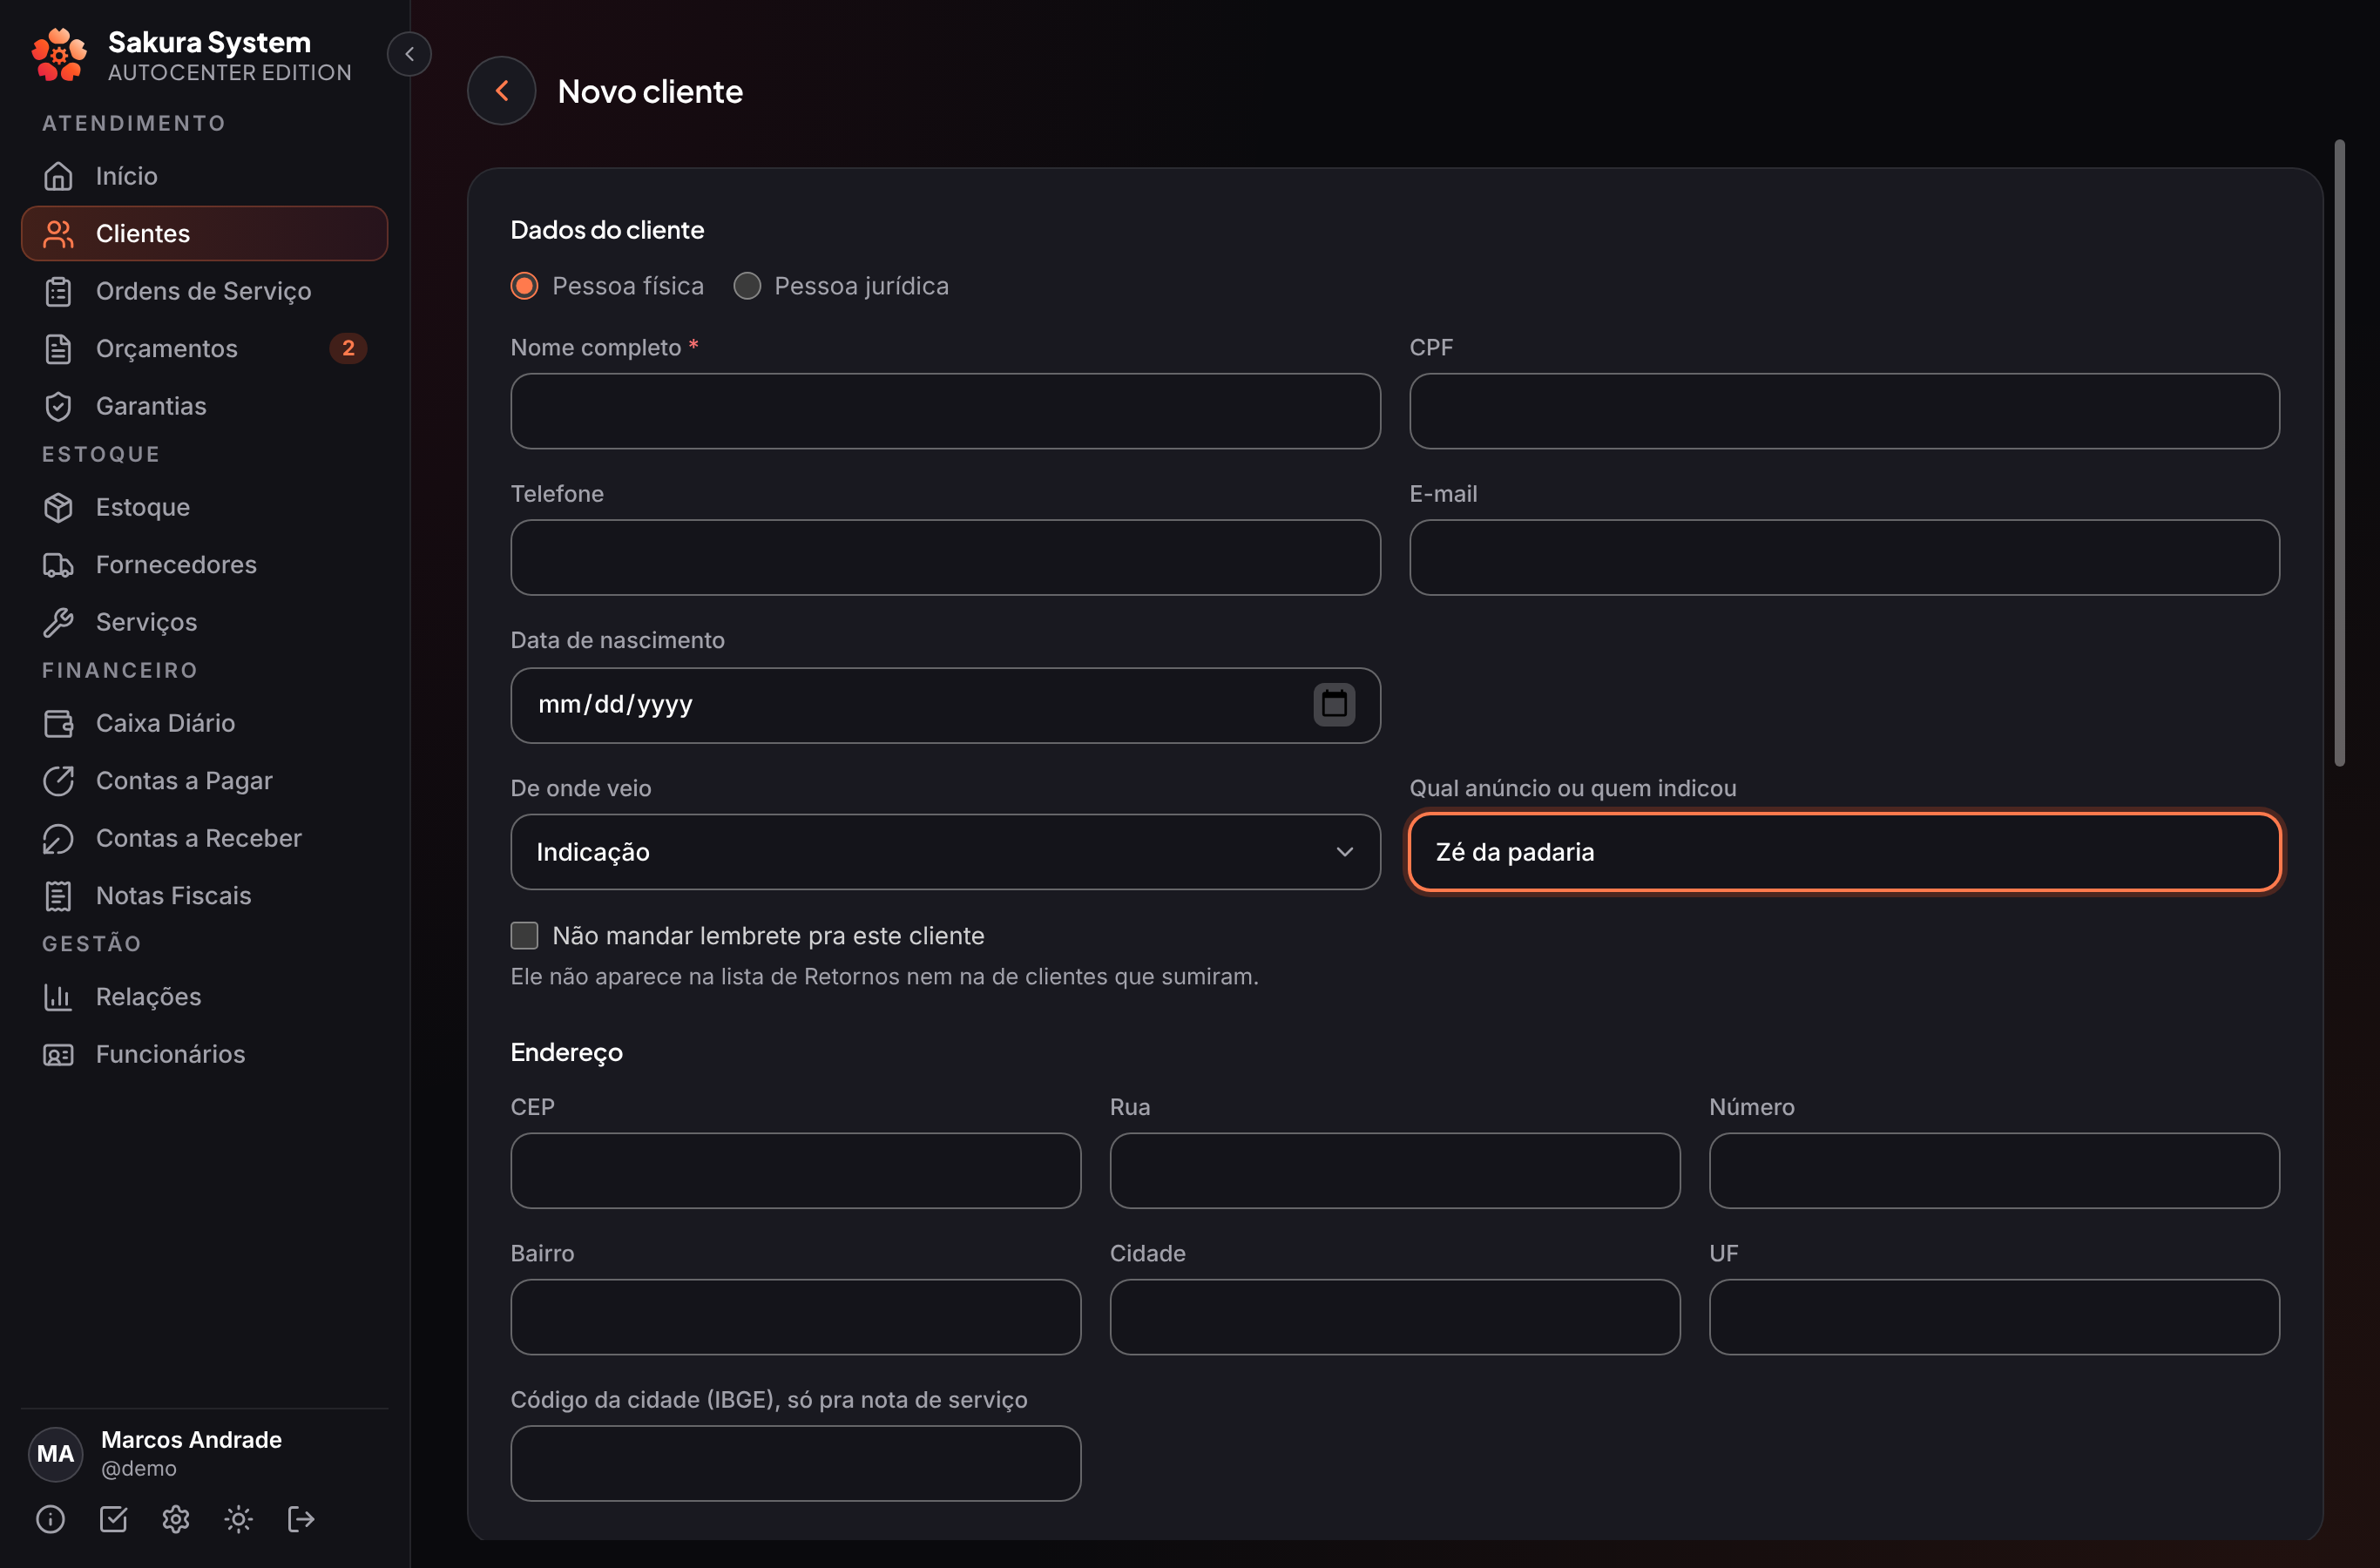 Sakura System
AUTOCENTER EDITION
ATENDIMENTO
Início
Clientes
Ordens de Serviço
Orçamentos 2
Garantias
ESTOQUE
Estoque
Fornecedores
Serviços
FINANCEIRO
Caixa Diário
Contas a Pagar
Contas a Receber
Notas Fiscais
GESTÃO
Relações
Funcionários
MA
Marcos Andrade
@demo
Novo cliente
Dados do cliente
Pessoa física Pessoa jurídica
Nome completo * CPF
Telefone E-mail
Data de nascimento
mm/dd/yyyy
De onde veio Qual anúncio ou quem indicou
Indicação Zé da padaria
Não mandar lembrete pra este cliente
Ele não aparece na lista de Retornos nem na de clientes que sumiram.
Endereço
CEP Rua Número
Bairro Cidade UF
Código da cidade (IBGE), só pra nota de serviço